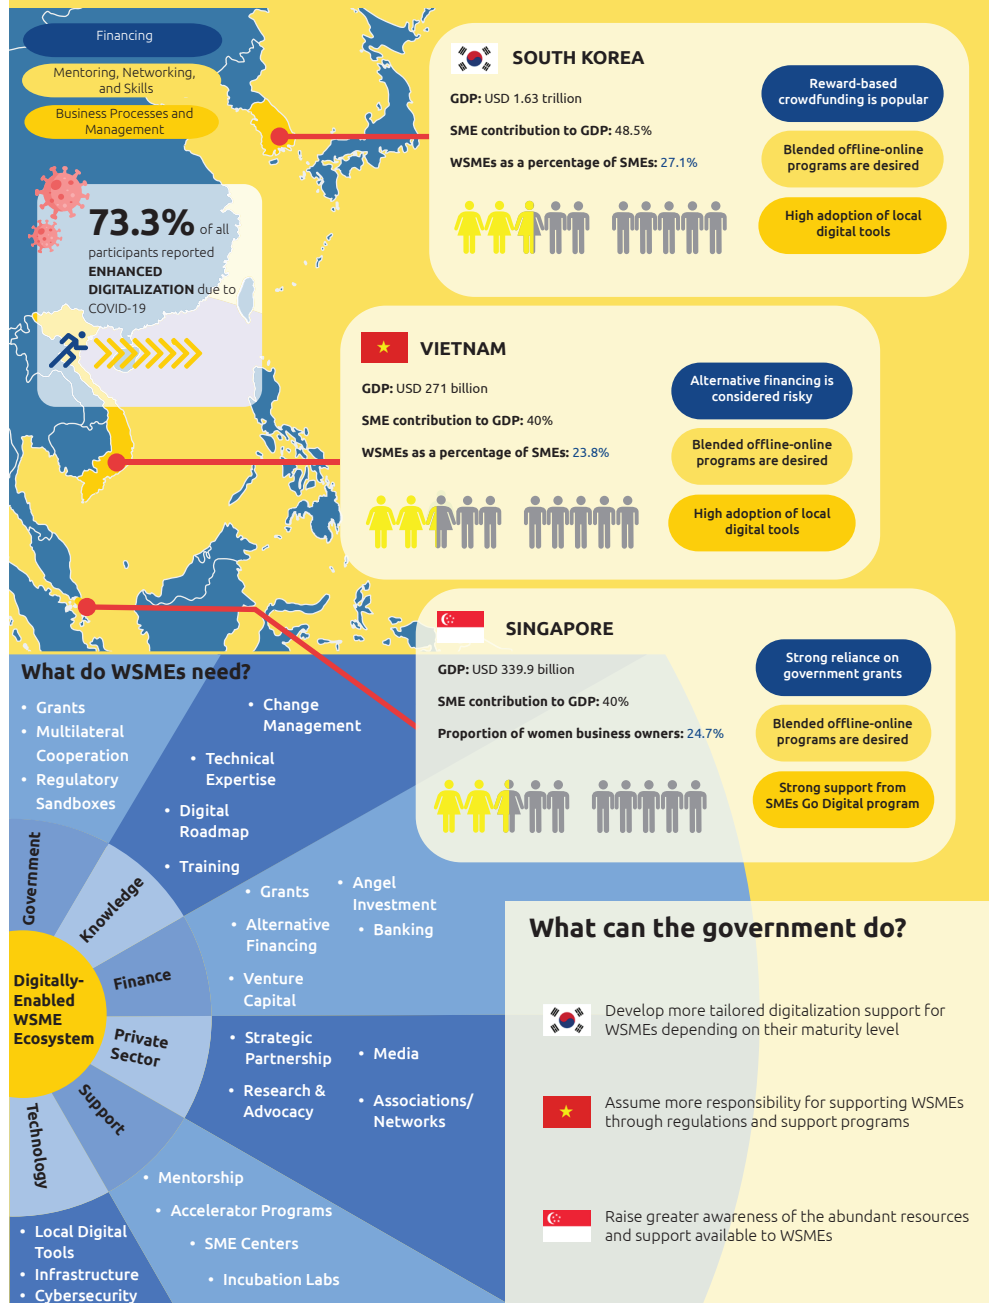 Financing
Mentoring, Networking,
and Skills
Business Processes and
Management
73.3% of all
participants reported
ENHANCED
DIGITALIZATION due to
COVID-19
SOUTH KOREA
GDP: USD 1.63 trillion
SME contribution to GDP: 48.5%
WSMEs as a percentage of SMEs: 27.1%
Reward-based
crowdfunding is popular
Blended offline-online
programs are desired
High adoption of local
digital tools
VIETNAM
GDP: USD 271 billion
SME contribution to GDP: 40%
WSMEs as a percentage of SMEs: 23.8%
Alternative financing is
considered risky
Blended offline-online
programs are desired
High adoption of local
digital tools
SINGAPORE
GDP: USD 339.9 billion
SME contribution to GDP: 40%
Proportion of women business owners: 24.7%
Strong reliance on
government grants
Blended offline-online
programs are desired
Strong support from
SMEs Go Digital program
What do WSMEs need?
• Grants
• Multilateral
Cooperation
• Regulatory
Sandboxes
• Change
Management
• Technical
Expertise
• Digital
Roadmap
• Training
• Grants
• Angel
Investment
• Alternative
Financing
• Banking
• Venture
Capital
• Strategic
Partnership
• Media
• Research &
Advocacy
• Associations/
Networks
• Mentorship
• Accelerator Programs
• SME Centers
• Incubation Labs
• Local Digital
Tools
• Infrastructure
• Cybersecurity
Government
Knowledge
Finance
Private
Sector
Support
Technology
Digitally-
Enabled
WSME
Ecosystem
What can the government do?
Develop more tailored digitalization support for
WSMEs depending on their maturity level
Assume more responsibility for supporting WSMEs
through regulations and support programs
Raise greater awareness of the abundant resources
and support available to WSMEs